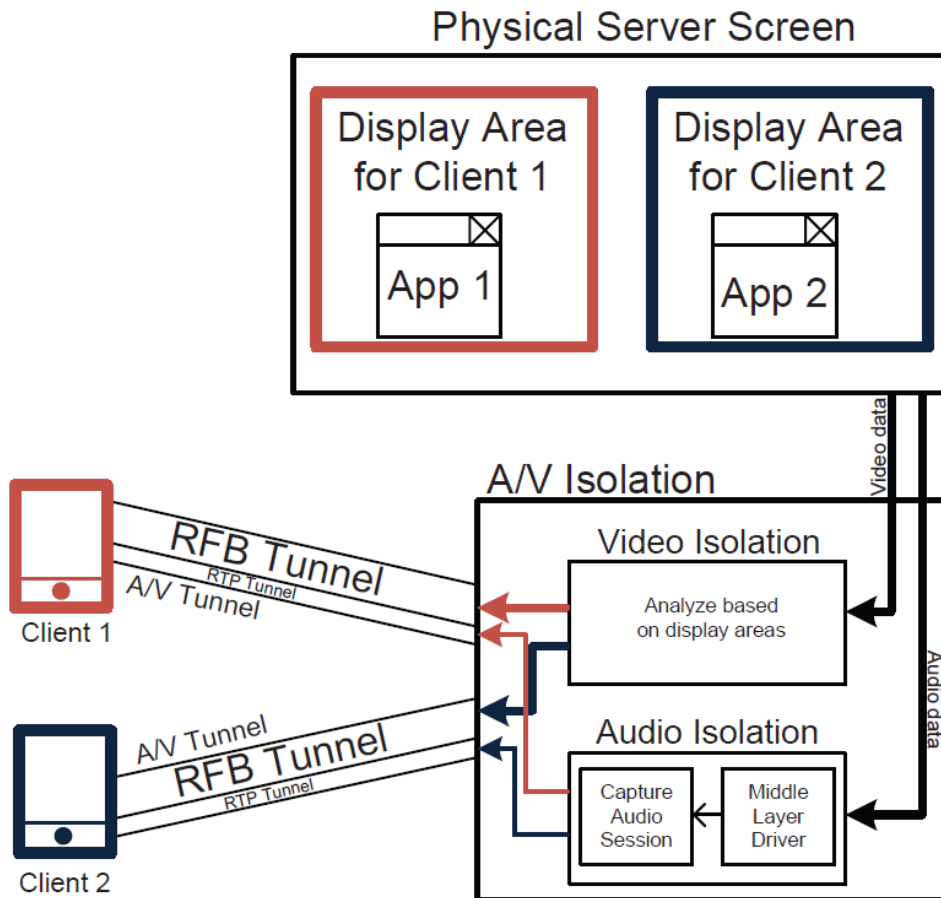 Physical Server Screen
Display Area
for Client 1
App 1
Display Area
for Client 2
App 2
Video data
Audio data
A/V Isolation
Video Isolation
Analyze based
on display areas
Audio Isolation
Capture
Audio
Session
Middle
Layer
Driver
RFB Tunnel
RTP Tunnel
A/V Tunnel
Client 1
A/V Tunnel
RFB Tunnel
RTP Tunnel
Client 2